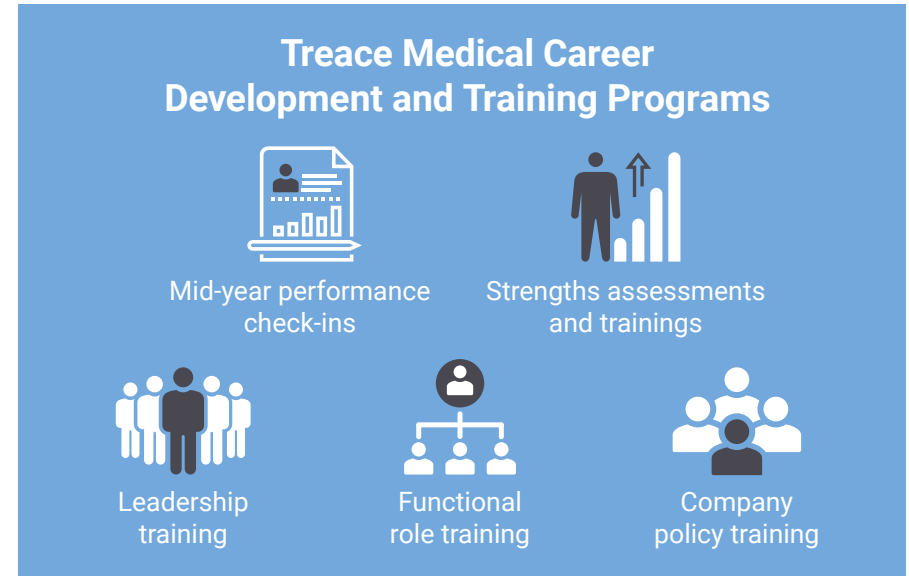 Treace Medical Career
Development and Training Programs
Mid-year performance
check-ins
Strengths assessments
and trainings
Leadership
training
Functional
role training
Company
policy training